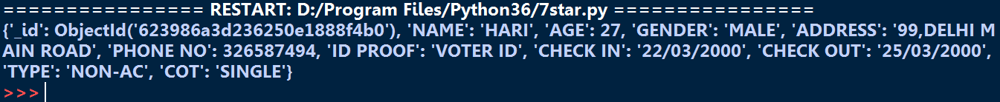 ================ RESTART: D:/Program Files/Python36/7star.py ================
{'_id': ObjectId('623986a3d236250e1888f4b0'), 'NAME': 'HARI', 'AGE': 27, 'GENDER': 'MALE', 'ADDRESS': '99,DELHI M
AIN ROAD', 'PHONE NO': 326587494, 'ID PROOF': 'VOTER ID', 'CHECK IN': '22/03/2000', 'CHECK OUT': '25/03/2000',
'TYPE': 'NON-AC', 'COT': 'SINGLE'}
>>>